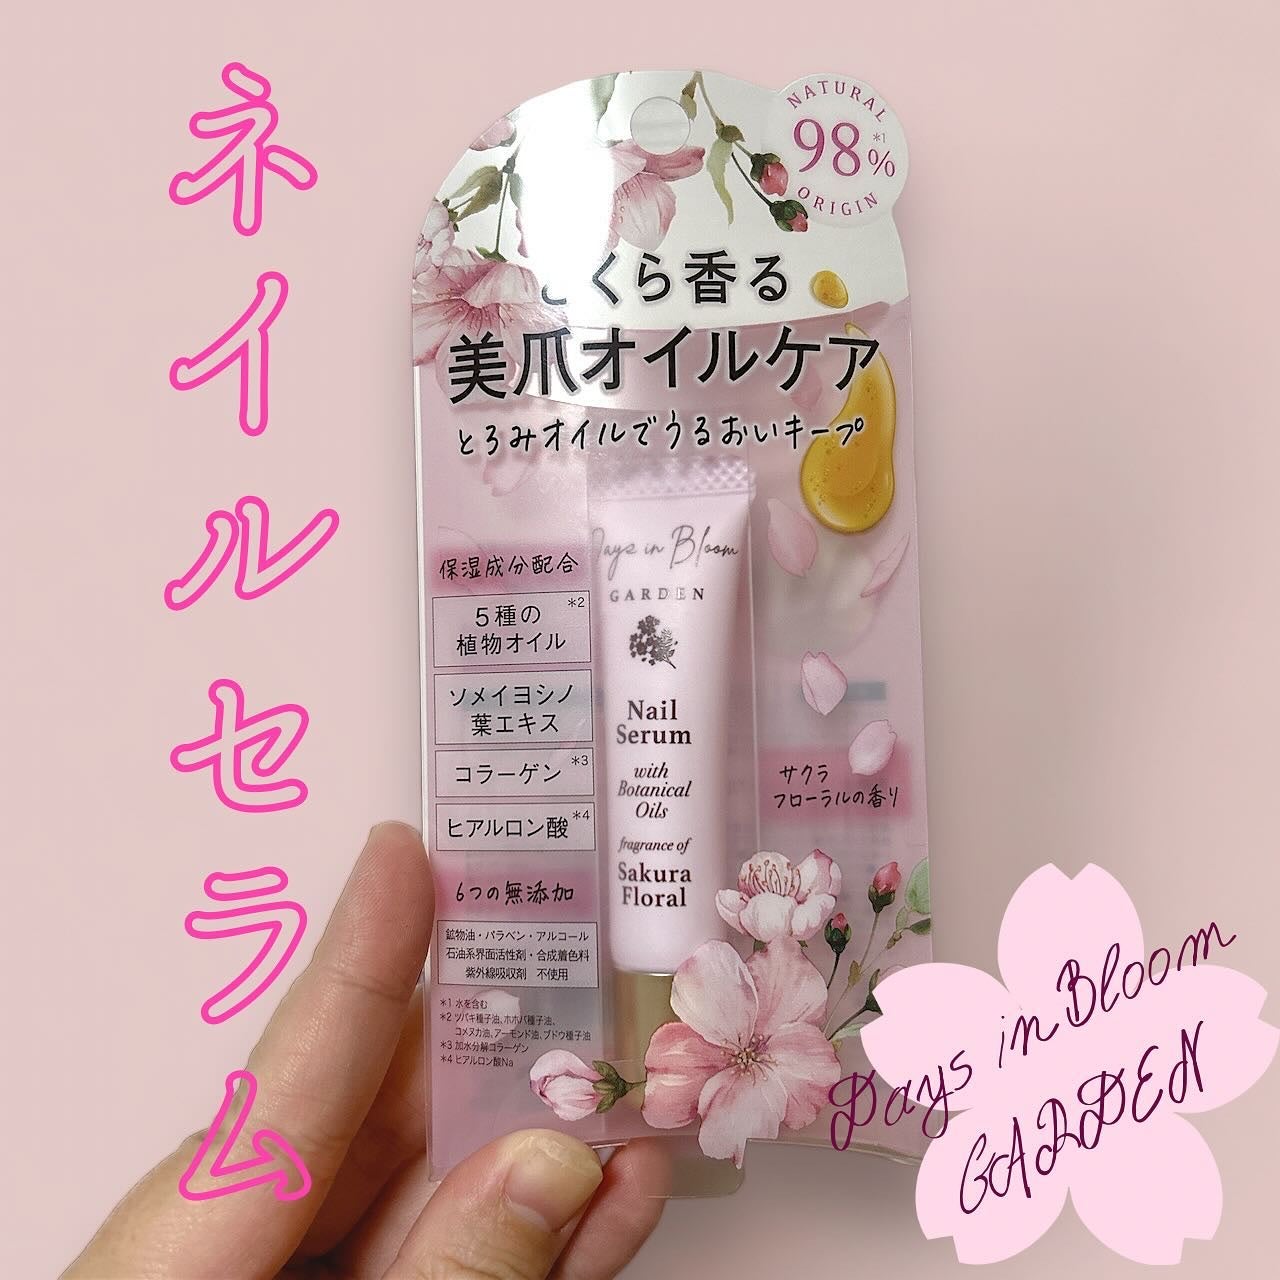 ネイルセラム
NATURAL
98%*1
ORIGIN
くら香る
美爪オイルケア
とろみオイルでうるおいキープ
保湿成分配合
5種の*2
植物オイル
ソメイヨシノ
葉エキス
コラーゲン*3
ヒアルロン酸*4
6つの無添加
鉱物油・パラベン・アルコール
石油系界面活性剤・合成着色料
紫外線吸収剤 不使用
*1 水を含む
*2 ツバキ種子油、ホホバ種子油、
コメヌカ油、アーモンド油、ブドウ種子油
*3 加水分解コラーゲン
*4 ヒアルロン酸Na
Days in Bloom
GARDEN
Nail
Serum
with
Botanical
Oils
fragrance of
Sakura
Floral
サクラ
フローラルの香り
Days in Bloom
GARDEN